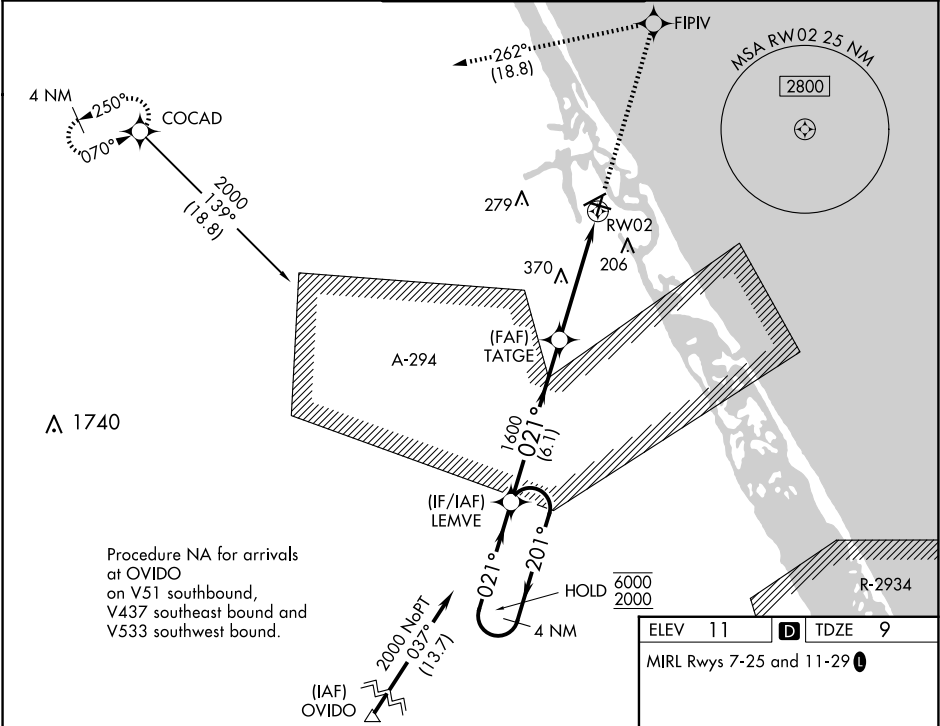 FIPIV
262°
(18.8)
MSA RW02 25 NM
2800
4 NM
250°
070°
COCAD
2000
139°
(18.8)
279
RW02
206
370
(FAF)
TATGE
A-294
1740
1600
021°
(6.1)
(IF/IAF)
LEMVE
021°
201°
HOLD
6000
2000
4 NM
R-2934
Procedure NA for arrivals
at OVIDO
on V51 southbound,
V437 southeast bound and
V533 southwest bound.
2000 NoPT
037°
(13.7)
(IAF)
OVIDO
ELEV 11 D TDZE 9
MIRL Rwys 7-25 and 11-29 L